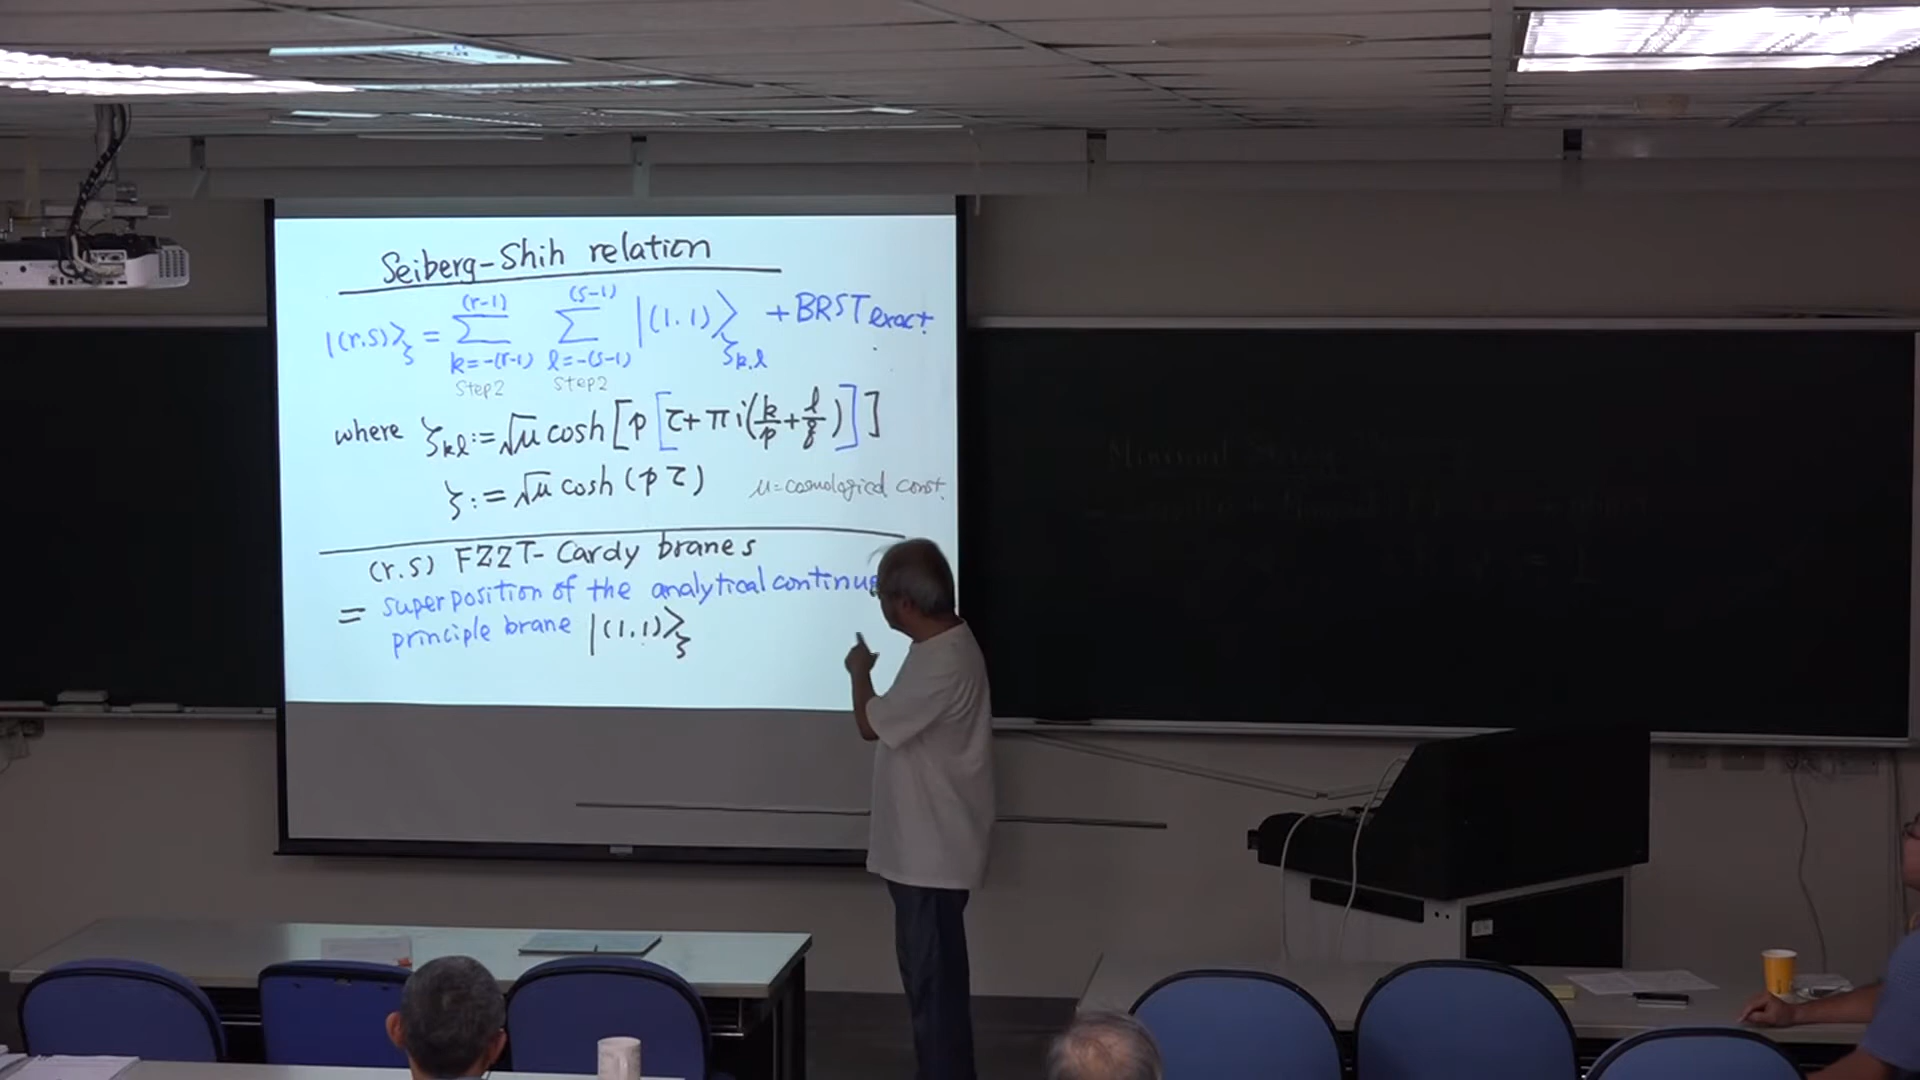 Seiberg-Shih relation
|(r.s)⟩_ζ = Σ_{k=-(r-1)}^{(r-1)} Σ_{l=-(s-1)}^{(s-1)} |(1.1)⟩_{ζ_{k,l}} + BRST exact.
Step2 Step2
where ζ_{kl} := √μ cosh [p [τ + πi(k/p + l/q)]]
ζ := √μ cosh (pτ) μ = cosmological const.
(r.s) FZZT-Cardy branes
= superposition of the analytical continue
principle brane |(1.1)⟩_ζ